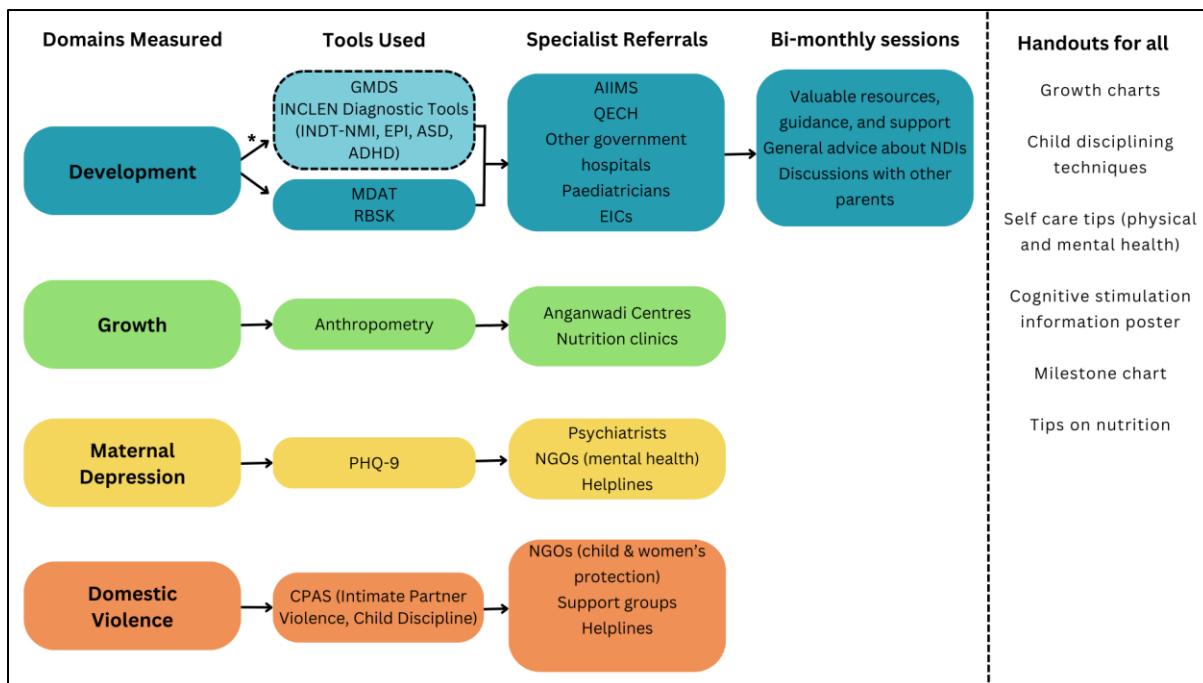 Domains Measured
Tools Used
Specialist Referrals
Bi-monthly sessions
Handouts for all
Development
*
GMDS
INCLEN Diagnostic Tools
(INDT-NMI, EPI, ASD,
ADHD)
MDAT
RBSK
AIIMS
QECH
Other government
hospitals
Paediatricians
EICs
Valuable resources,
guidance, and support
General advice about NDIs
Discussions with other
parents
Growth
Anthropometry
Anganwadi Centres
Nutrition clinics
Maternal
Depression
PHQ-9
Psychiatrists
NGOs (mental health)
Helplines
Domestic
Violence
CPAS (Intimate Partner
Violence, Child Discipline)
NGOs (child & women’s
protection)
Support groups
Helplines
Growth charts
Child disciplining
techniques
Self care tips (physical
and mental health)
Cognitive stimulation
information poster
Milestone chart
Tips on nutrition